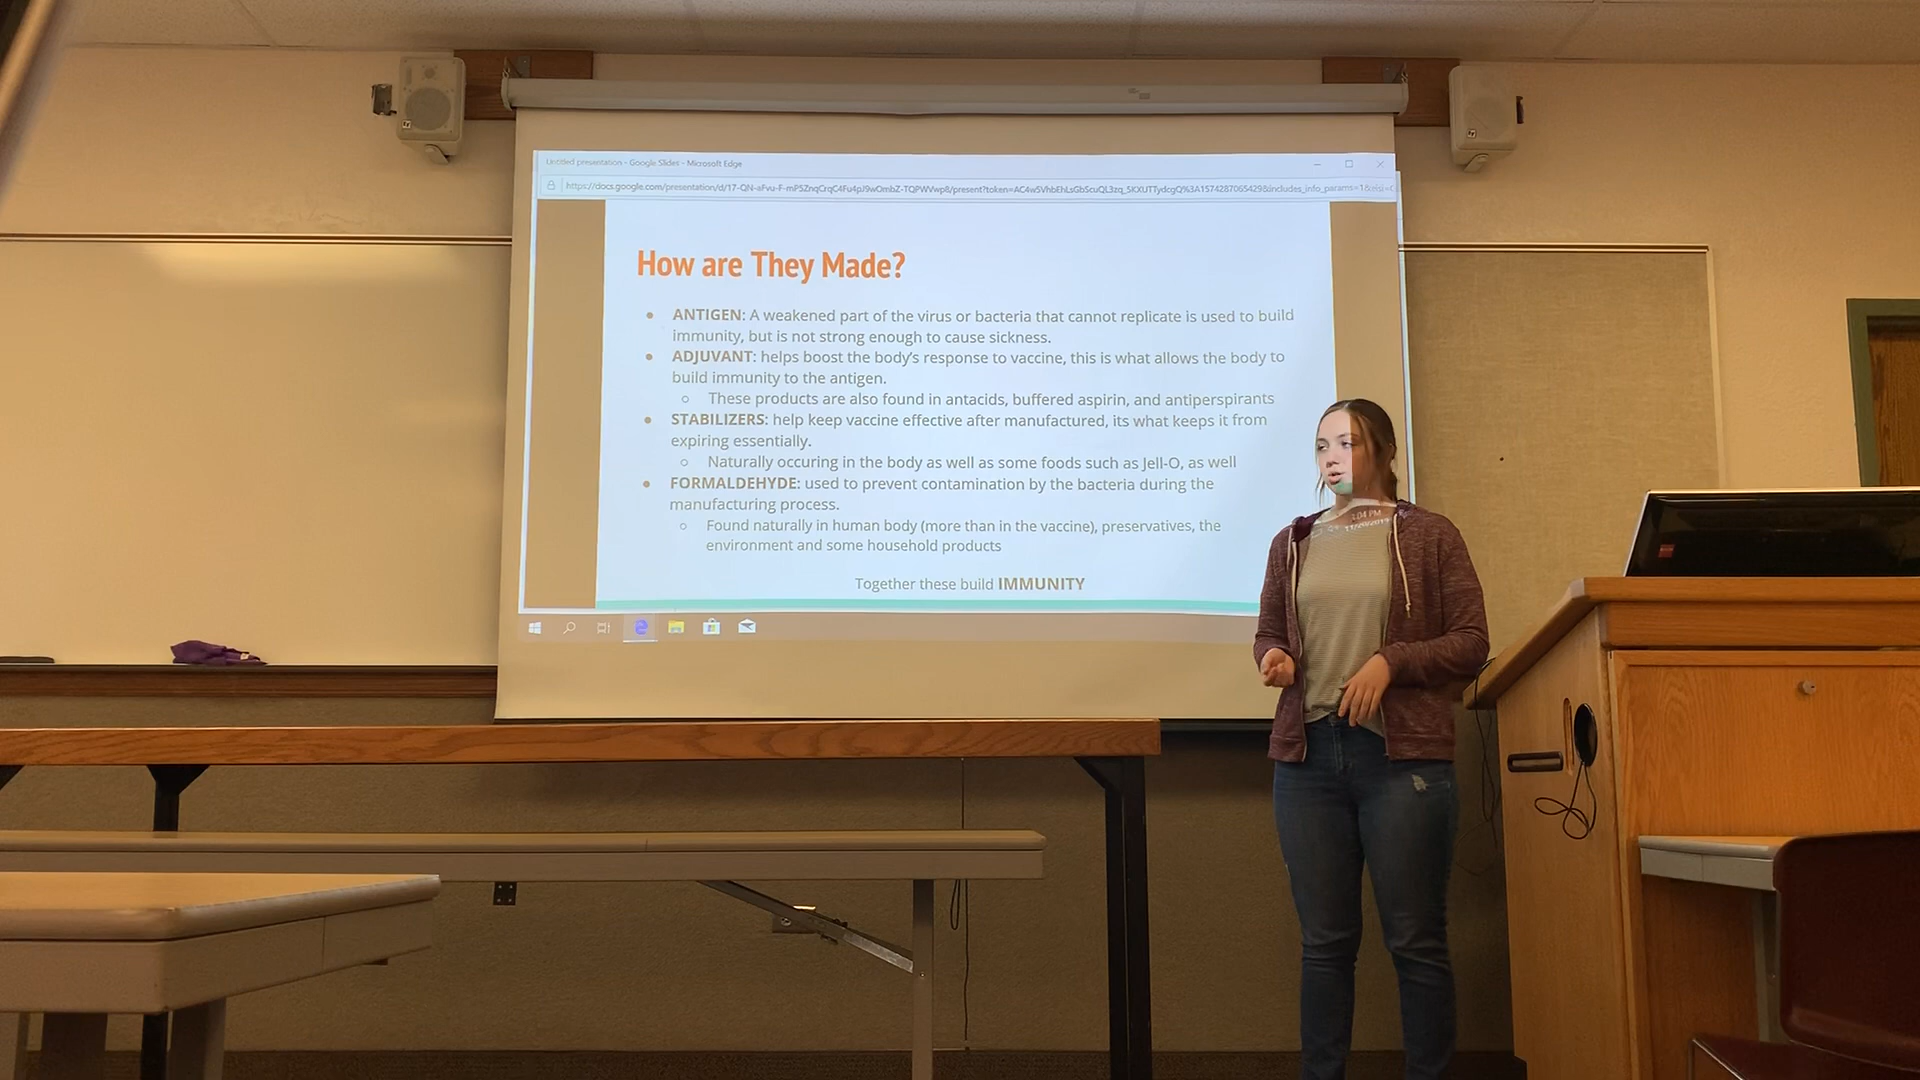 Untitled presentation - Google Slides - Microsoft Edge
How are They Made?
• ANTIGEN: A weakened part of the virus or bacteria that cannot replicate is used to build
immunity, but is not strong enough to cause sickness.
• ADJUVANT: helps boost the body's response to vaccine, this is what allows the body to
build immunity to the antigen.
○ These products are also found in antacids, buffered aspirin, and antiperspirants
• STABILIZERS: help keep vaccine effective after manufactured, its what keeps it from
expiring essentially.
○ Naturally occuring in the body as well as some foods such as Jell-O, as well
• FORMALDEHYDE: used to prevent contamination by the bacteria during the
manufacturing process.
○ Found naturally in human body (more than in the vaccine), preservatives, the
environment and some household products
Together these build IMMUNITY